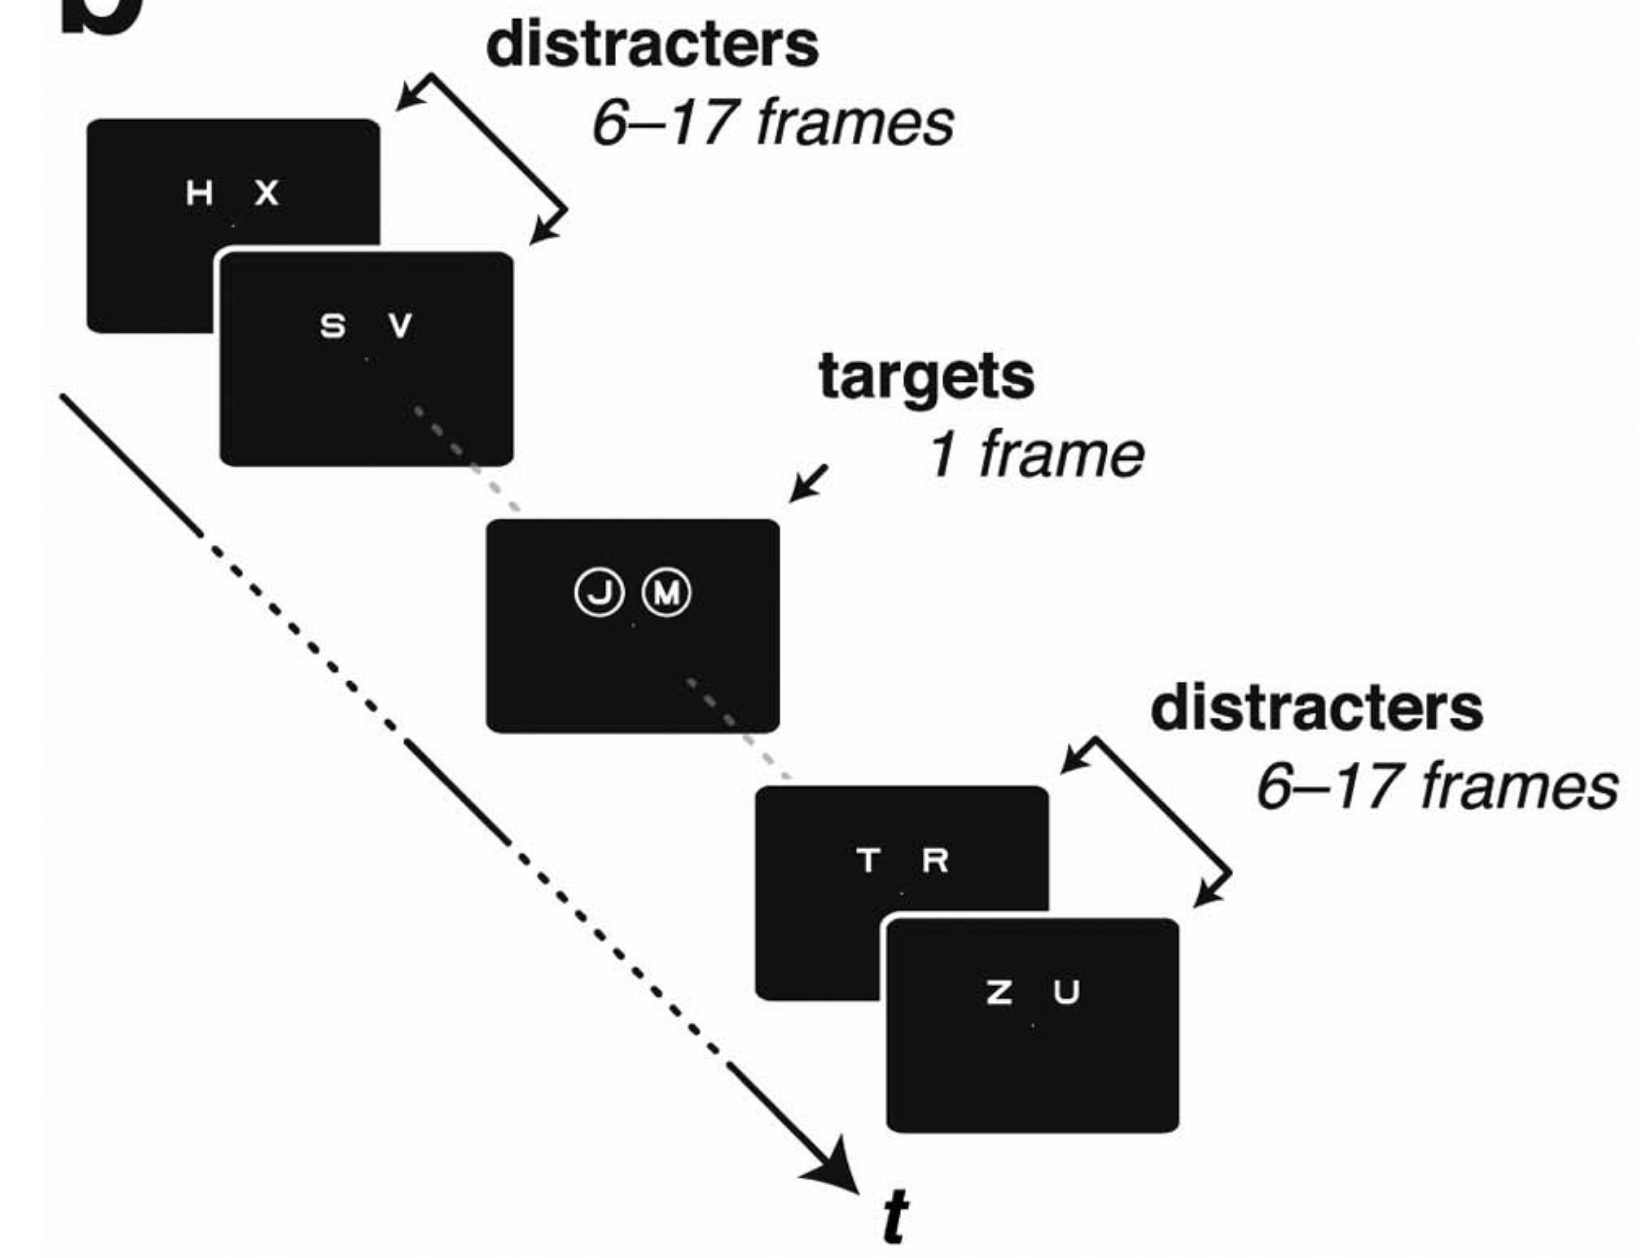 b
distracters
6–17 frames
H X
S V
targets
1 frame
J M
distracters
6–17 frames
T R
Z U
t